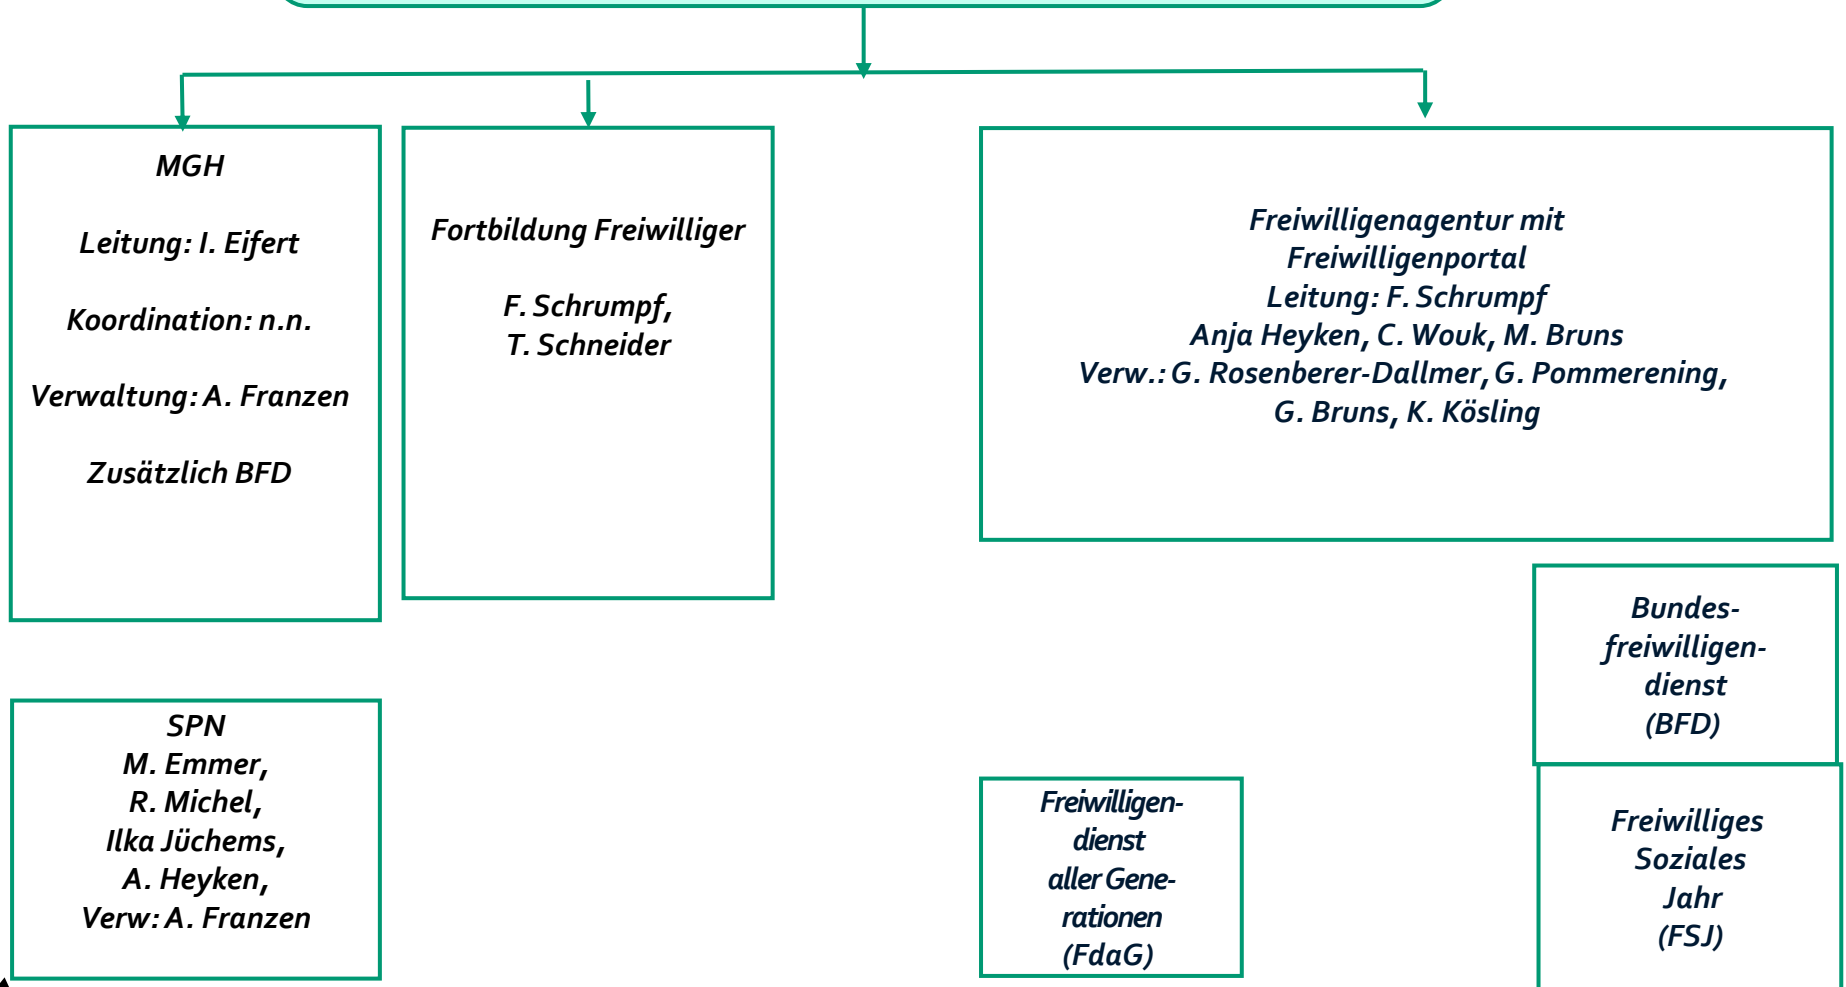 MGH
Leitung: I. Eifert
Koordination: n.n.
Verwaltung: A. Franzen
Zusätzlich BFD
Fortbildung Freiwilliger
F. Schrumpf,
T. Schneider
Freiwilligenagentur mit
Freiwilligenportal
Leitung: F. Schrumpf
Anja Heyken, C. Wouk, M. Bruns
Verw.: G. Rosenberer-Dallmer, G. Pommerening,
G. Bruns, K. Kösling
Bundes-
freiwilligen-
dienst
(BFD)
SPN
M. Emmer,
R. Michel,
Ilka Jüchems,
A. Heyken,
Verw: A. Franzen
Freiwilligen-
dienst
aller Gene-
rationen
(FdaG)
Freiwilliges
Soziales
Jahr
(FSJ)